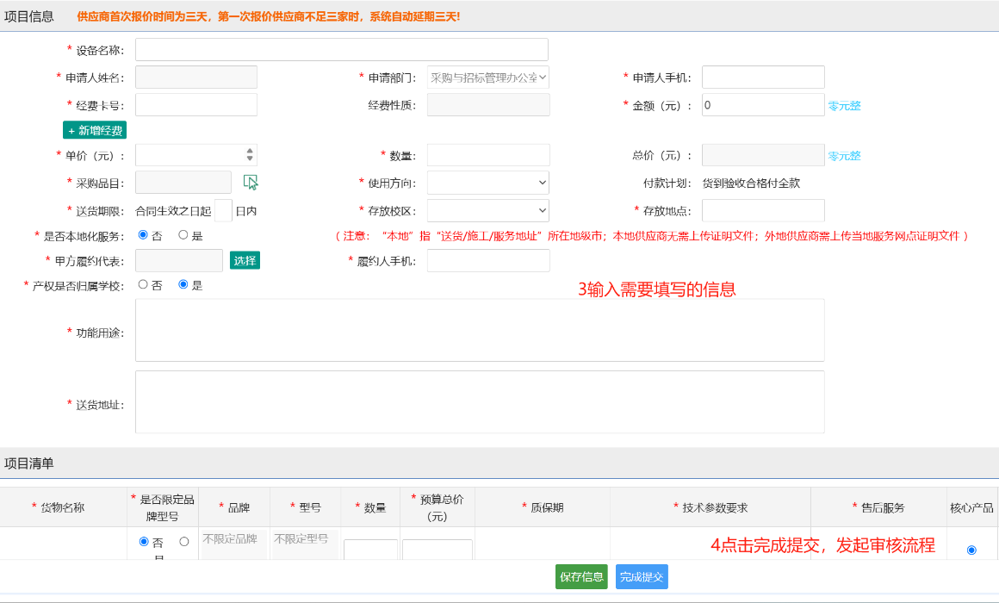 项目信息 供应商首次报价时间为三天，第一次报价供应商不足三家时，系统自动延期三天!
* 设备名称：
* 申请人姓名： * 申请部门： 采购与招标管理办公室 * 申请人手机：
* 经费卡号： 经费性质： * 金额（元）： 0 零元整
+ 新增经费
* 单价（元）： * 数量： 总价（元）： 零元整
* 采购品目： * 使用方向： 付款计划： 货到验收合格付全款
* 送货期限： 合同生效之日起 日内 * 存放校区： * 存放地点：
* 是否本地化服务： 否 是 （ 注意：“本地”指“送货/施工/服务地址”所在地级市；本地供应商无需上传证明文件；外地供应商需上传当地服务网点证明文件 ）
* 甲方履约代表： 选择 * 履约人手机：
* 产权是否归属学校： 否 是
3输入需要填写的信息
* 功能用途：
* 送货地址：
项目清单
* 货物名称 * 是否限定品牌型号 * 品牌 * 型号 * 数量 * 预算总价（元） * 质保期 * 技术参数要求 * 售后服务 核心产品
否 不限定品牌 不限定型号
是
4点击完成提交，发起审核流程
保存信息 完成提交